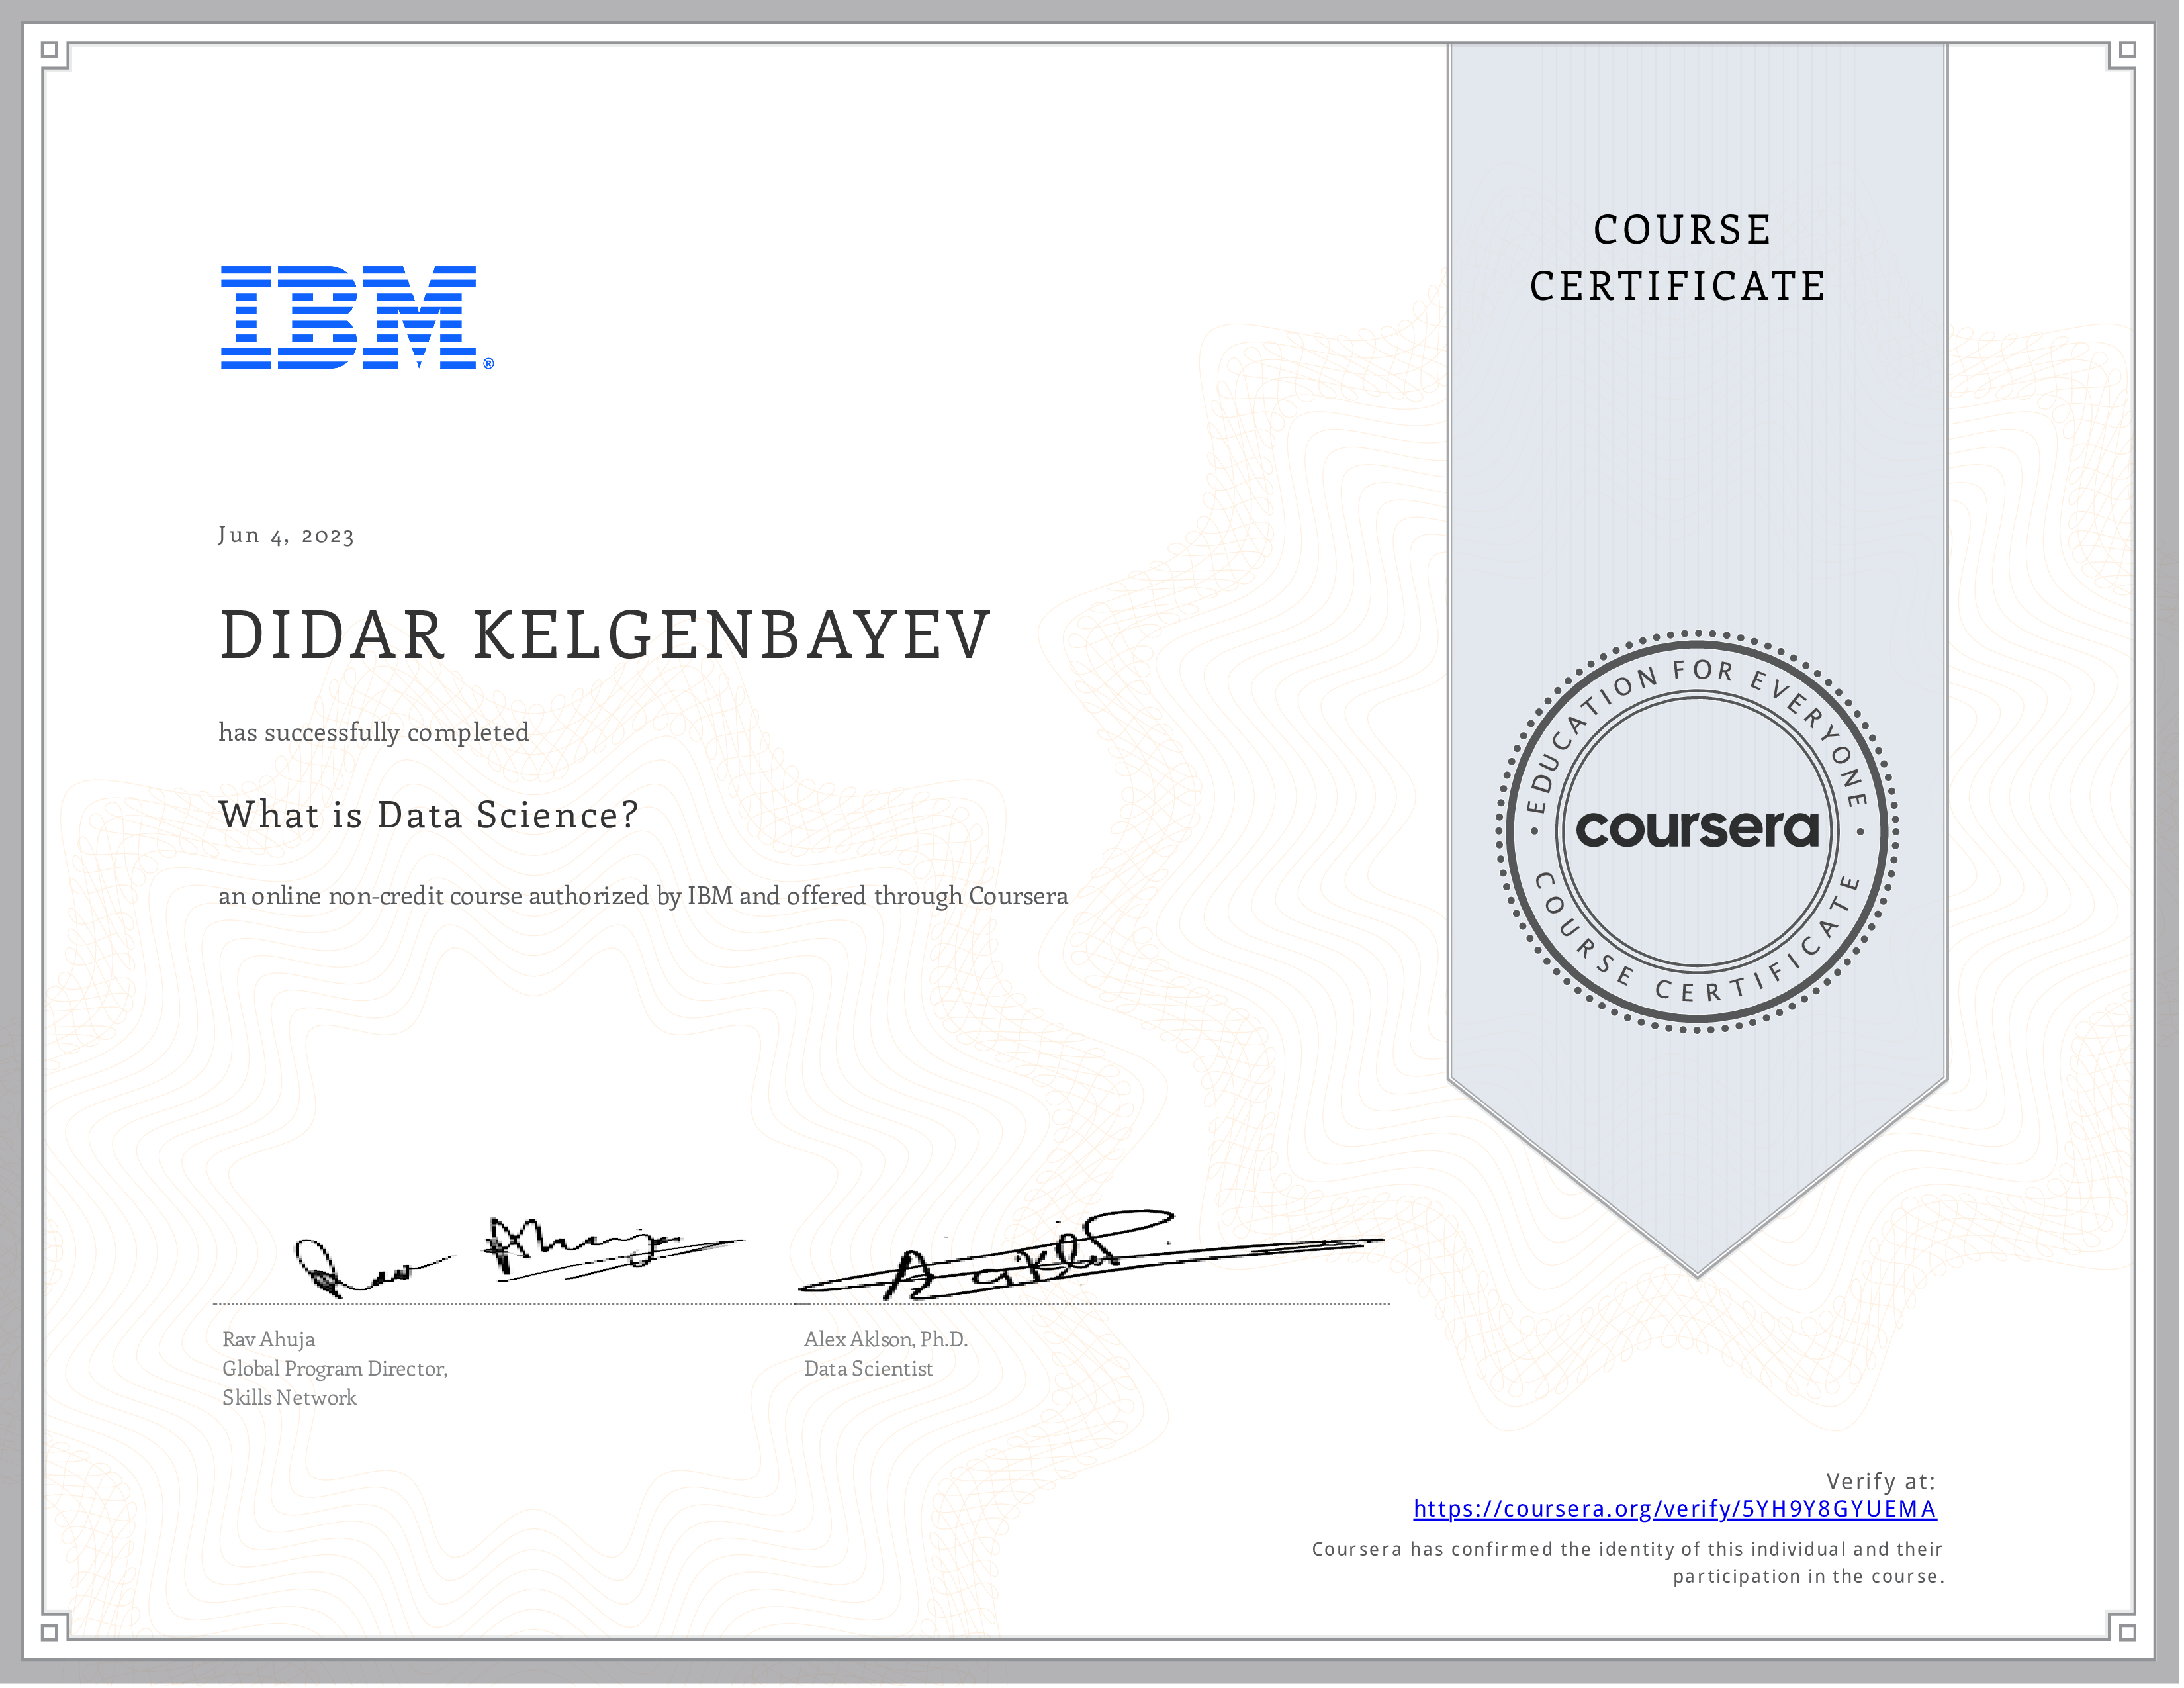 IBM®
COURSE
CERTIFICATE
Jun 4, 2023
DIDAR KELGENBAYEV
has successfully completed
What is Data Science?
an online non-credit course authorized by IBM and offered through Coursera
EDUCATION FOR EVERYONE
coursera
COURSE CERTIFICATE
Rav Ahuja
Global Program Director,
Skills Network
Alex Aklson, Ph.D.
Data Scientist
Verify at:
https://coursera.org/verify/5YH9Y8GYUEMA
Coursera has confirmed the identity of this individual and their
participation in the course.